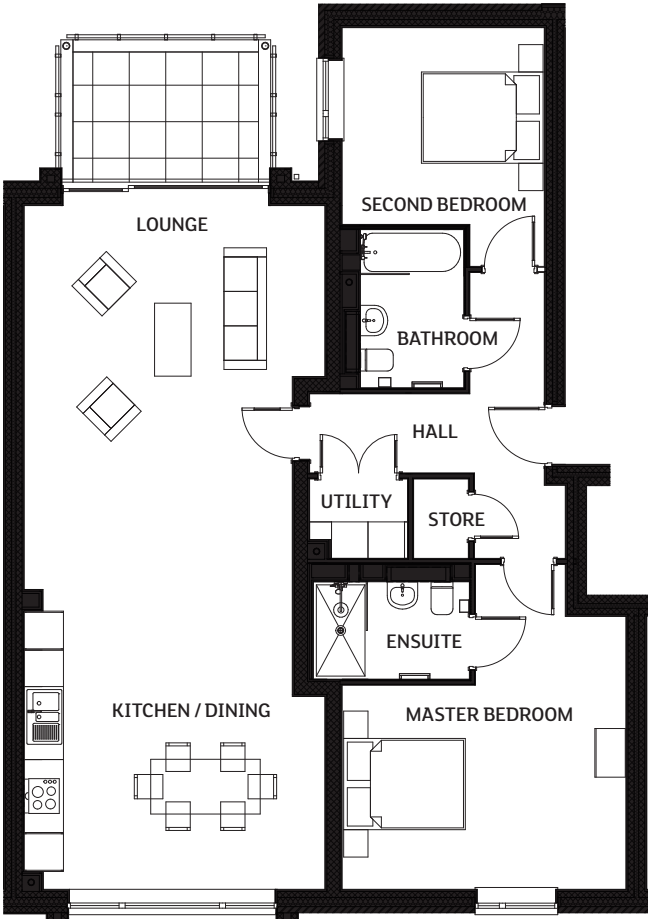 SECOND BEDROOM
LOUNGE
BATHROOM
HALL
UTILITY
STORE
ENSUITE
KITCHEN / DINING
MASTER BEDROOM